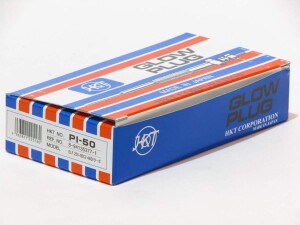 HKT
GLOW
PLUG
MADE IN JAPAN
HKT NO. PI-50
REF NO.
MODEL
HKT
GLOW
PLUG
HKT CORPORATION
MADE IN JAPAN